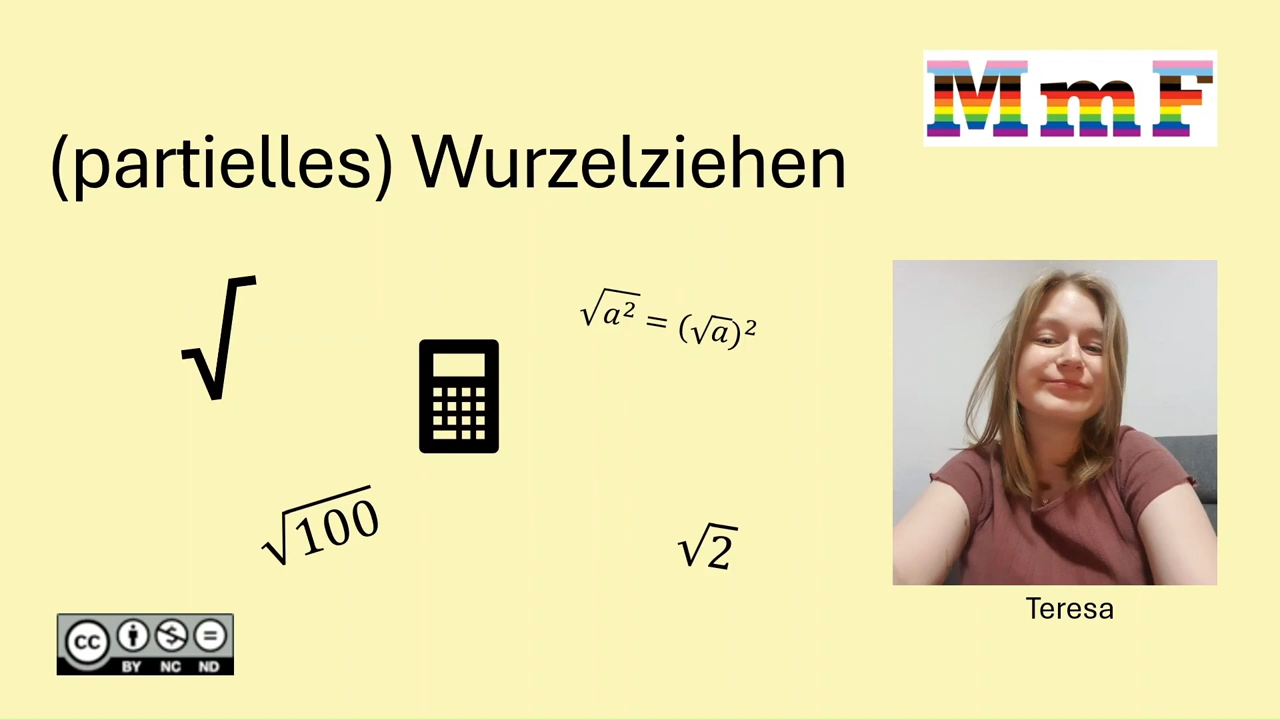 MmF
(partielles) Wurzelziehen
√
√a² = (√a)²
√100
√2
Teresa
cc
BY NC ND